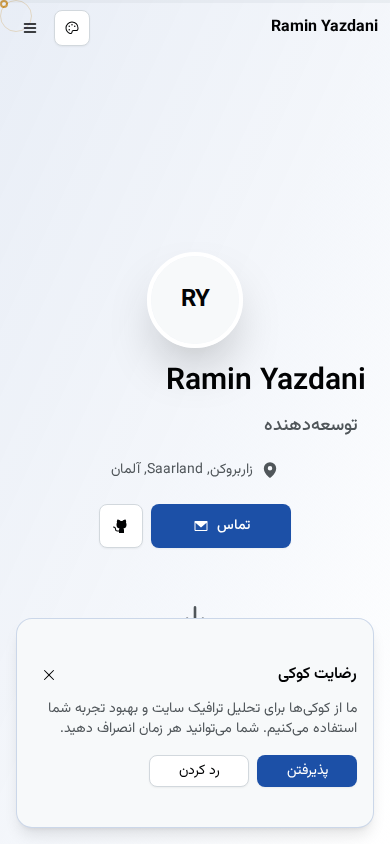 Ramin Yazdani
RY
Ramin Yazdani
توسعه‌دهنده
زاربروکن, Saarland, آلمان
تماس
رضایت کوکی
ما از کوکی‌ها برای تحلیل ترافیک سایت و بهبود تجربه شما
استفاده می‌کنیم. شما می‌توانید هر زمان انصراف دهید.
پذیرفتن
رد کردن